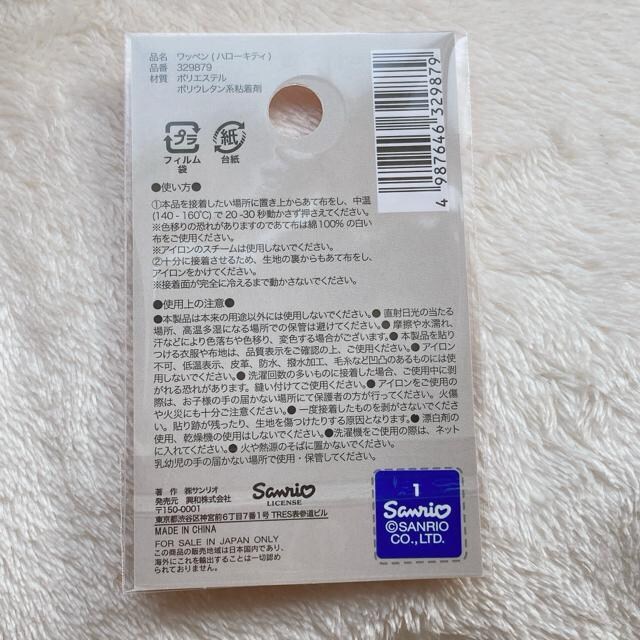 品名 ワッペン(ハローキティ)
品番 329879
材質 ポリエステル
ポリウレタン系粘着剤
4 987646 329879
プラ
フィルム
袋
紙
台紙
●使い方●
①本品を接着したい場所に置き上からあて布をし、中温
(140 - 160℃)で 20 -30 秒動かさず押さえてください。
※色移りの恐れがありますのであて布は綿 100% の白い
布をご使用ください。
※アイロンのスチームは使用しないでください。
②十分に接着させるため、生地の裏からもあて布をし、
アイロンをかけてください。
※接着面が完全に冷えるまで動かさないでください。
●使用上の注意●
●本製品は本来の用途以外には使用しないでください。● 直射日光の当たる
場所、高温多湿になる場所での保管は避けてください。● 摩擦や水濡れ、
汗などにより色落ちや色移り、変色する場合がございます。● 本製品を貼り
つける衣服や布地は、品質表示をご確認の上、ご使用ください。● アイロン
不可、低温表示、皮革、防水、撥水加工、毛糸など凹凸のあるものには使用
しないでください。● 洗濯回数の多いものに接着した場合、ご使用中に剥
がれる恐れがあります。縫い付けてご使用ください。● アイロンをご使用の
際は、お子様の手の届かない場所にて保護者の方が行ってください。火傷
や火災にも十分ご注意ください。● 一度接着したものを剥がさないでくださ
い。貼り跡が残ったり、生地を傷つけたりする原因となります。● 漂白剤の
使用、乾燥機の使用はしないでください。●洗濯機をご使用の際は、ネット
に入れてください。● 火や熱源のそばに置かないでください。
乳幼児の手の届かない場所で使用・保管してください。
著 作 ㈱サンリオ
発売元 興和株式会社
〒150-0001
東京都渋谷区神宮前6丁目7番1号 TRES表参道ビル
MADE IN CHINA
FOR SALE IN JAPAN ONLY
この商品の販売地域は日本国内であり、
海外にこれを輸出することは一切認め
られておりません。
Sanrio
LICENSE
1
Sanrio
©SANRIO
CO.,LTD.